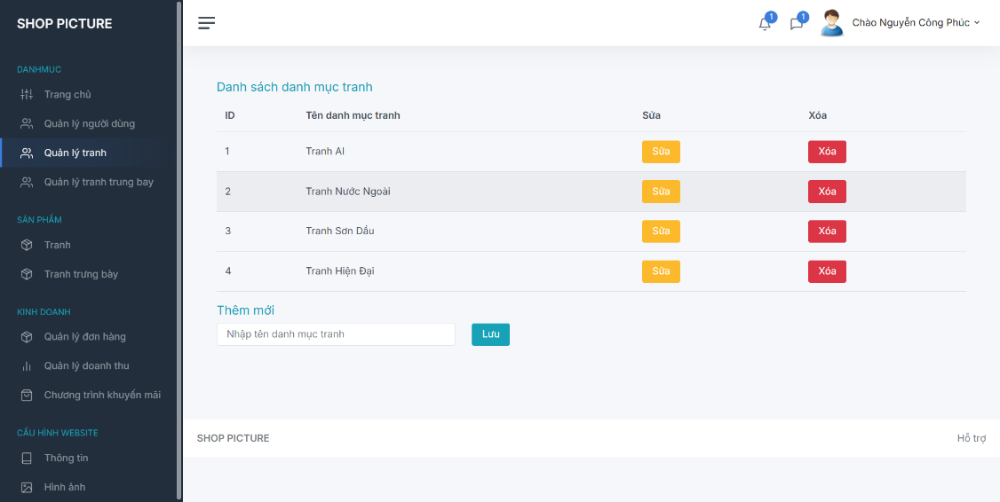 SHOP PICTURE
DANHMUC
Trang chủ
Quản lý người dùng
Quản lý tranh
Quản lý tranh trung bay
SẢN PHẨM
Tranh
Tranh trưng bày
KINH DOANH
Quản lý đơn hàng
Quản lý doanh thu
Chương trình khuyến mãi
CẤU HÌNH WEBSITE
Thông tin
Hình ảnh
1
1
Chào Nguyễn Công Phúc
Danh sách danh mục tranh
ID Tên danh mục tranh Sửa Xóa
1 Tranh AI Sửa Xóa
2 Tranh Nước Ngoài Sửa Xóa
3 Tranh Sơn Dầu Sửa Xóa
4 Tranh Hiện Đại Sửa Xóa
Thêm mới
Nhập tên danh mục tranh Lưu
SHOP PICTURE Hỗ trợ